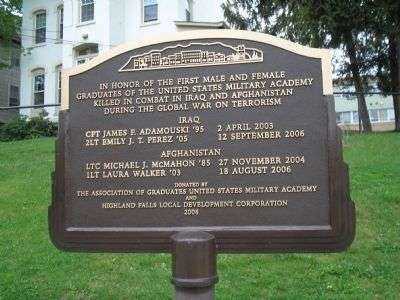 IN HONOR OF THE FIRST MALE AND FEMALE
GRADUATES OF THE UNITED STATES MILITARY ACADEMY
KILLED IN COMBAT IN IRAQ AND AFGHANISTAN
DURING THE GLOBAL WAR ON TERRORISM
IRAQ
CPT JAMES F. ADAMOUSKI '95 2 APRIL 2003
2LT EMILY J. T. PEREZ '05 12 SEPTEMBER 2006
AFGHANISTAN
LTC MICHAEL J. MCMAHON '85 27 NOVEMBER 2004
1LT LAURA WALKER '03 18 AUGUST 2006
DONATED BY
THE ASSOCIATION OF GRADUATES UNITED STATES MILITARY ACADEMY
AND
HIGHLAND FALLS LOCAL DEVELOPMENT CORPORATION
2006